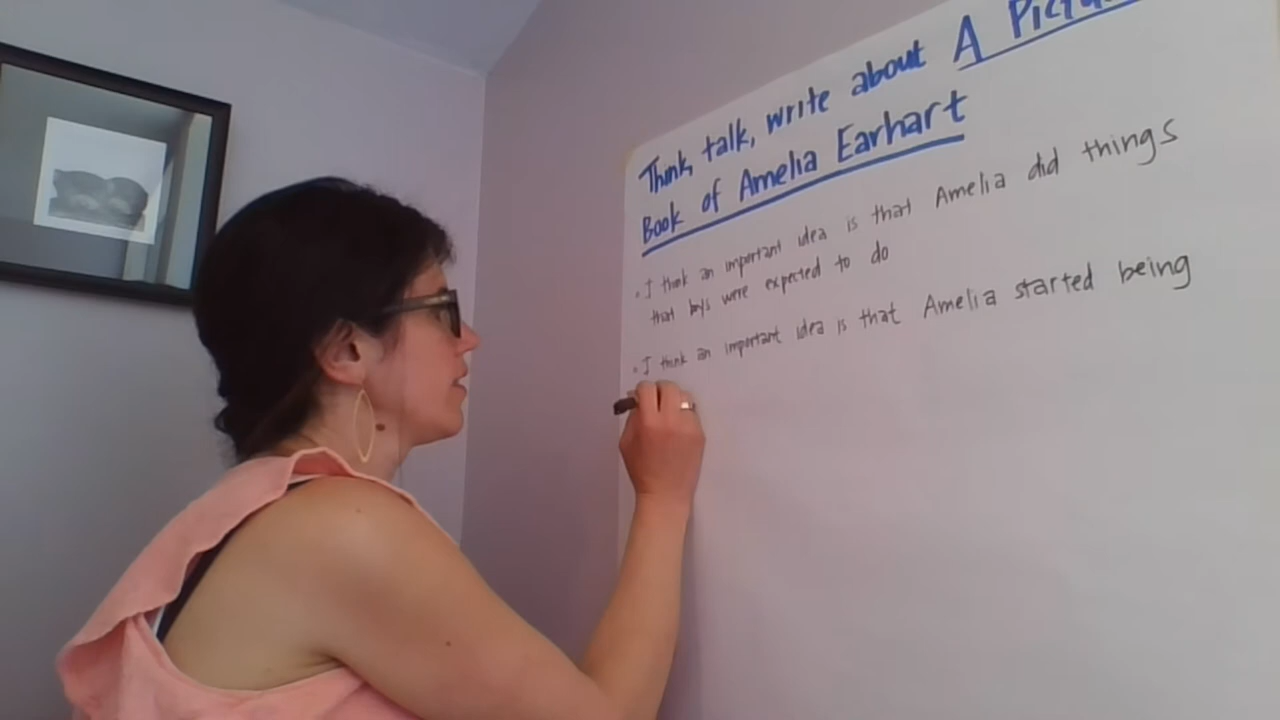 Think, talk, write about A
Book of Amelia Earhart
. I think an important idea is that Amelia did things
that boys were expected to do
. I think an important idea is that Amelia started being